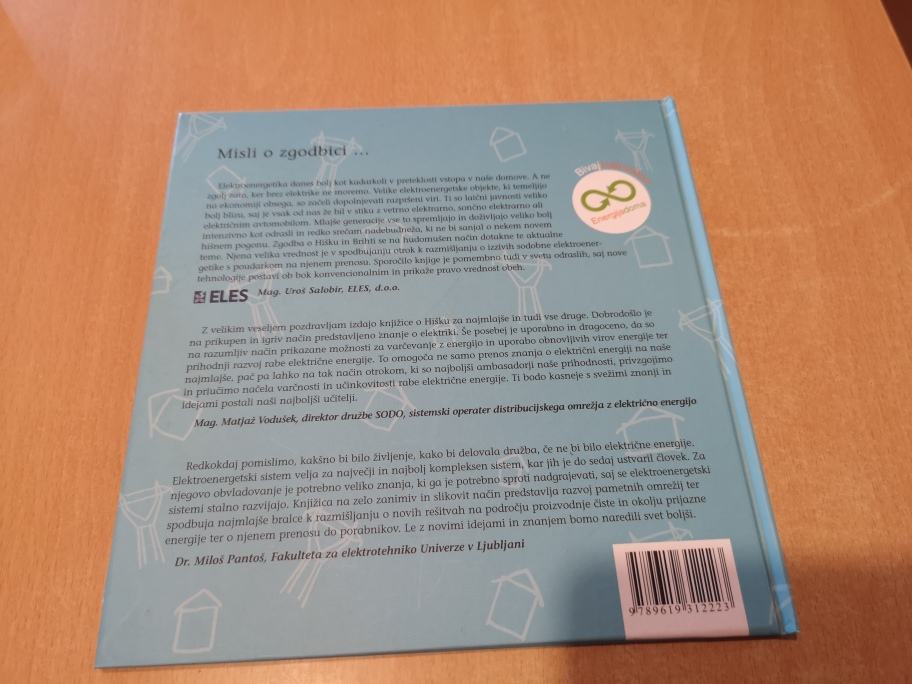 Misli o zgodbici ...
Elektroenergetika danes bolj kot kadarkoli v preteklosti vstopa v naše domove. A ne
zgolj zato, ker brez elektrike ne moremo. Velike elektroenergetske objekte, ki temeljijo
na ekonomiji obsega, so začeli dopolnjevati razpršeni viri. Ti so laični javnosti veliko
bolj blizu, saj je vsak od nas že bil v stiku z vetrno elektrarno, sončno elektrarno ali
električnim avtomobilom. Mlajše generacije vse to spremljajo in doživljajo veliko bolj
intenzivno kot odrasli in redko srečam nadebudneža, ki ne bi sanjal o nekem novem
hišnem pogonu. Zgodba o Hišku in Brihti se na hudomušen način dotakne te aktualne
teme. Njena velika vrednost je v spodbujanju otrok k razmišljanju o izzivih sodobne elektroener-
getike s poudarkom na njenem prenosu. Sporočilo knjige je pomembno tudi v svetu odraslih, saj nove
tehnologije postavi ob bok konvencionalnim in prikaže pravo vrednost obeh.
Bivaj
Energijadoma
ELES Mag. Uroš Salobir, ELES, d.o.o.
Z velikim veseljem pozdravljam izdajo knjižice o Hišku za najmlajše in tudi vse druge. Dobrodošlo je
na prikupen in igriv način predstavljeno znanje o elektriki. Še posebej je uporabno in dragoceno, da so
na razumljiv način prikazane možnosti za varčevanje z energijo in uporabo obnovljivih virov energije ter
prihodnji razvoj rabe električne energije. To omogoča ne samo prenos znanja o električni energiji na naše
najmlajše, pač pa lahko na tak način otrokom, ki so najboljši ambasadorji naše prihodnosti, privzgojimo
in priučimo načela varčnosti in učinkovitosti rabe električne energije. Ti bodo kasneje s svežimi znanji in
idejami postali naši najboljši učitelji.
Mag. Matjaž Vodušek, direktor družbe SODO, sistemski operater distribucijskega omrežja z električno energijo
Redkokdaj pomislimo, kakšno bi bilo življenje, kako bi delovala družba, če ne bi bilo električne energije.
Elektroenergetski sistem velja za največji in najbolj kompleksen sistem, kar jih je do sedaj ustvaril človek. Za
njegovo obvladovanje je potrebno veliko znanja, ki ga je potrebno sproti nadgrajevati, saj se elektroenergetski
sistemi stalno razvijajo. Knjižica na zelo zanimiv in slikovit način predstavlja razvoj pametnih omrežij ter
spodbuja najmlajše bralce k razmišljanju o novih rešitvah na področju proizvodnje čiste in okolju prijazne
energije ter o njenem prenosu do porabnikov. Le z novimi idejami in znanjem bomo naredili svet boljši.
Dr. Miloš Pantoš, Fakulteta za elektrotehniko Univerze v Ljubljani
9789619312223